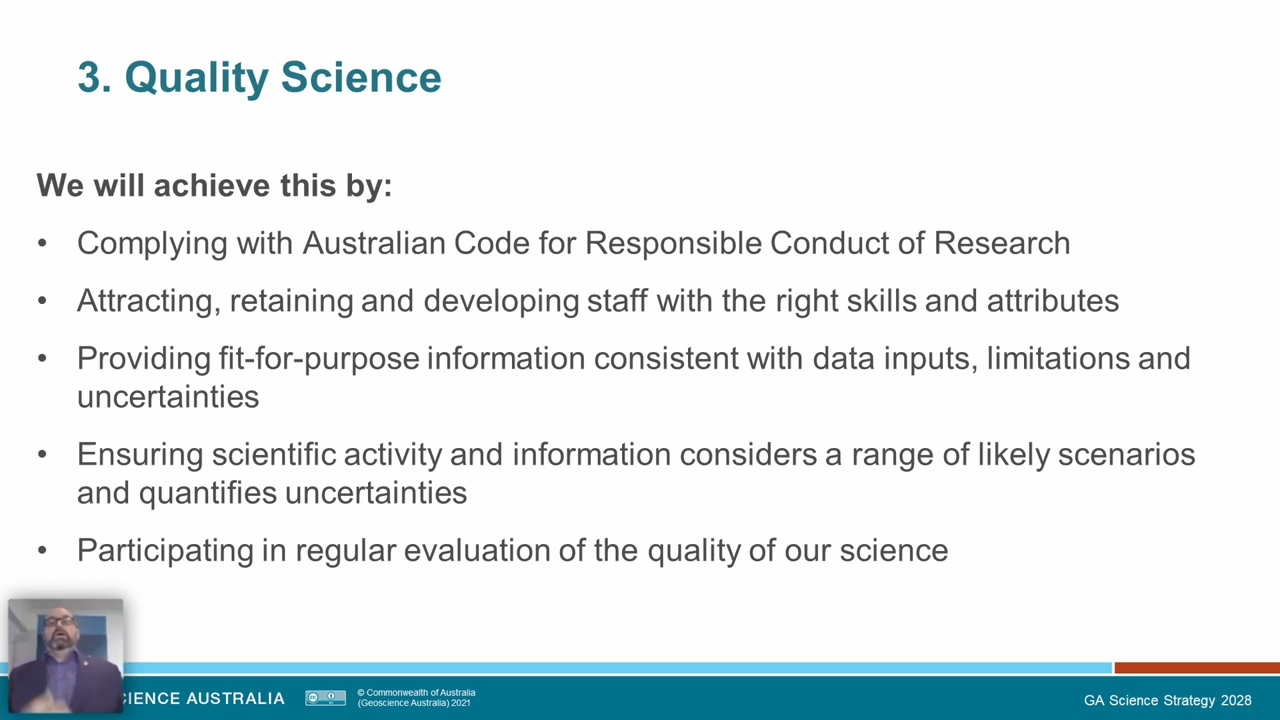 3. Quality Science
We will achieve this by:
• Complying with Australian Code for Responsible Conduct of Research
• Attracting, retaining and developing staff with the right skills and attributes
• Providing fit-for-purpose information consistent with data inputs, limitations and
uncertainties
• Ensuring scientific activity and information considers a range of likely scenarios
and quantifies uncertainties
• Participating in regular evaluation of the quality of our science
CIENCE AUSTRALIA
© Commonwealth of Australia
(Geoscience Australia) 2021
GA Science Strategy 2028